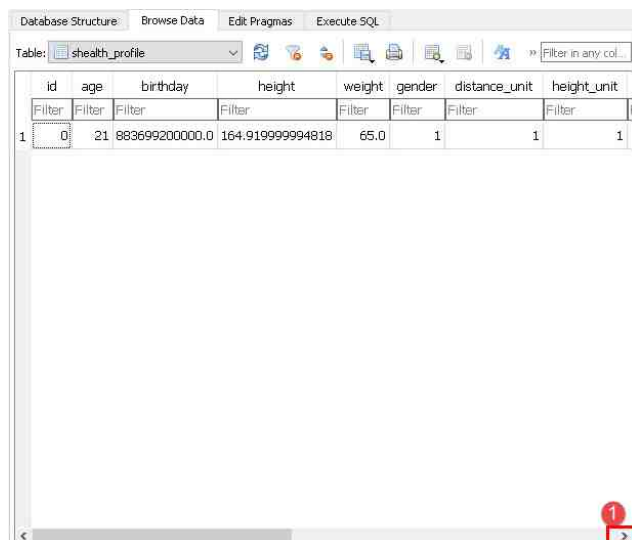 Database Structure Browse Data Edit Pragmas Execute SQL
Table: shealth_profile » Filter in any col...
id age birthday height weight gender distance_unit height_unit
Filter Filter Filter Filter Filter Filter Filter Filter
1 0 21 883699200000.0 164.919999994818 65.0 1 1 1
1